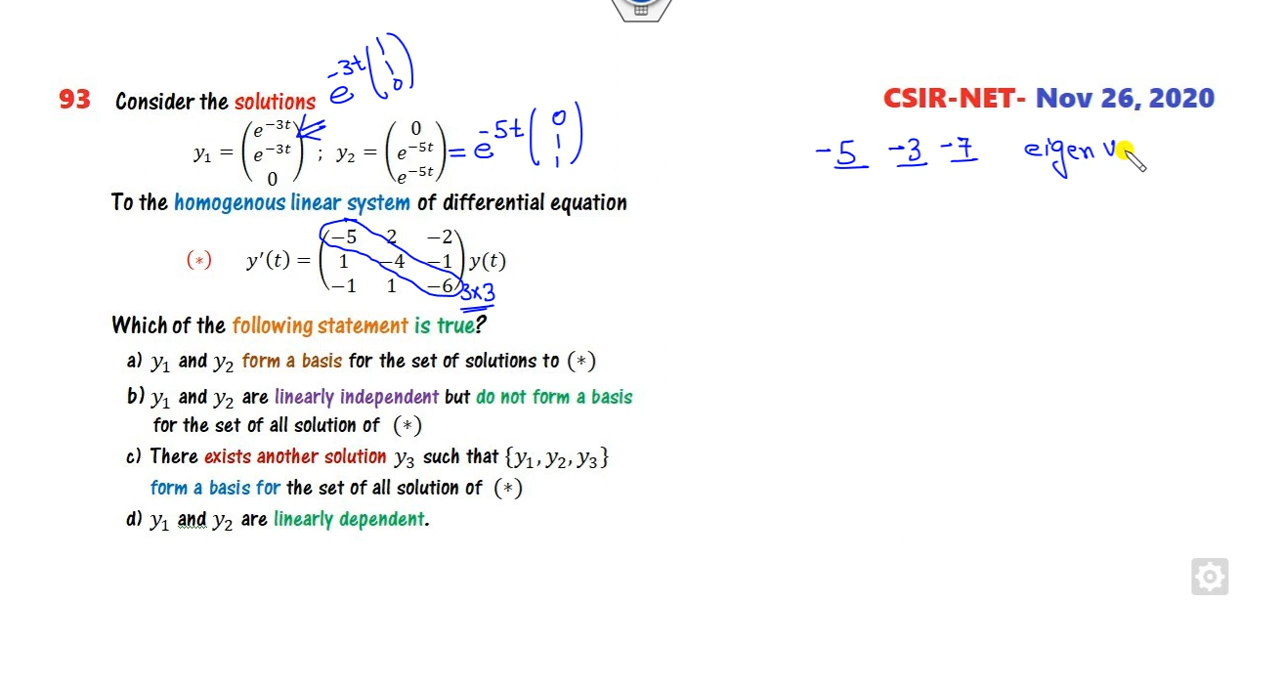 93 Consider the solutions e^{-3t}(1 1 0)
CSIR-NET- Nov 26, 2020
y₁ = (e^{-3t} e^{-3t} 0) ; y₂ = (0 e^{-5t} e^{-5t}) = e^{-5t}(0 1 1)
-5 -3 -7 eigen v
To the homogenous linear system of differential equation
(*) y′(t) = (−5 2 −2
1 −4 −1
−1 1 −6) y(t)
3×3
Which of the following statement is true?
a) y₁ and y₂ form a basis for the set of solutions to (*)
b) y₁ and y₂ are linearly independent but do not form a basis
for the set of all solution of (*)
c) There exists another solution y₃ such that {y₁, y₂, y₃}
form a basis for the set of all solution of (*)
d) y₁ and y₂ are linearly dependent.